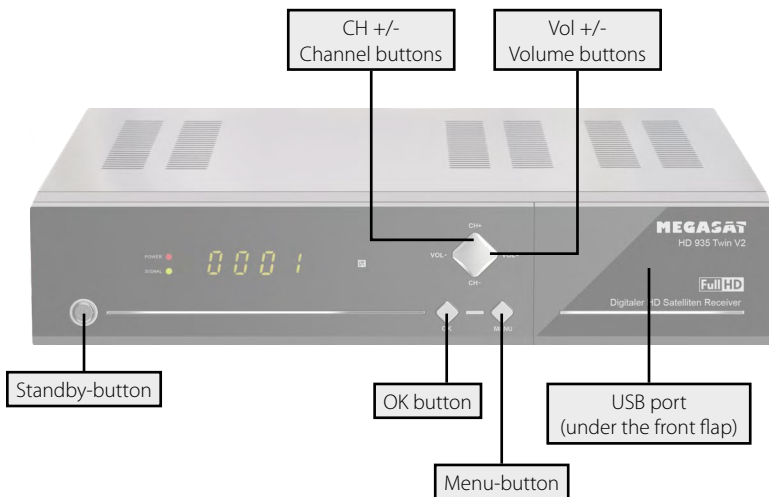 CH +/-
Channel buttons
Vol +/-
Volume buttons
MEGASAT
HD 935 Twin V2
CH+
POWER
SIGNAL
0001
VOL-
VOL-
CH-
Full HD
Digitaler HD Satelliten Receiver
OK
MENU
Standby-button
OK button
USB port
(under the front flap)
Menu-button